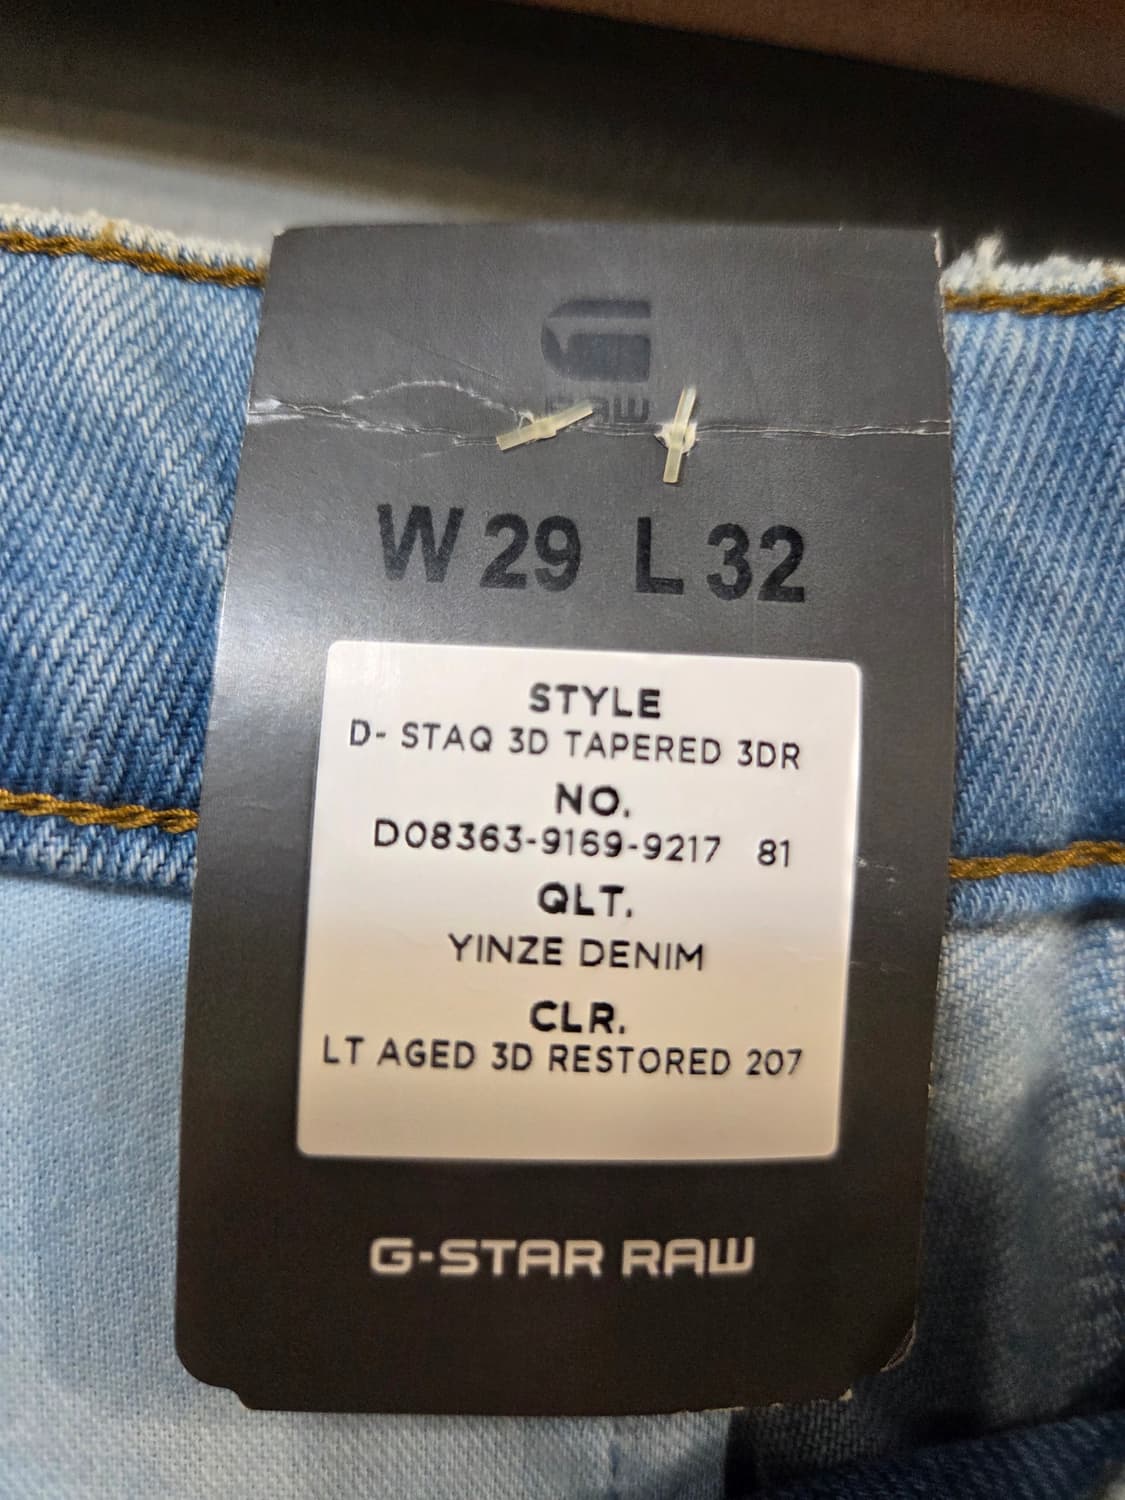 RAW
W 29 L 32
STYLE
D- STAQ 3D TAPERED 3DR
NO.
D08363-9169-9217 81
QLT.
YINZE DENIM
CLR.
LT AGED 3D RESTORED 207
G-STAR RAW